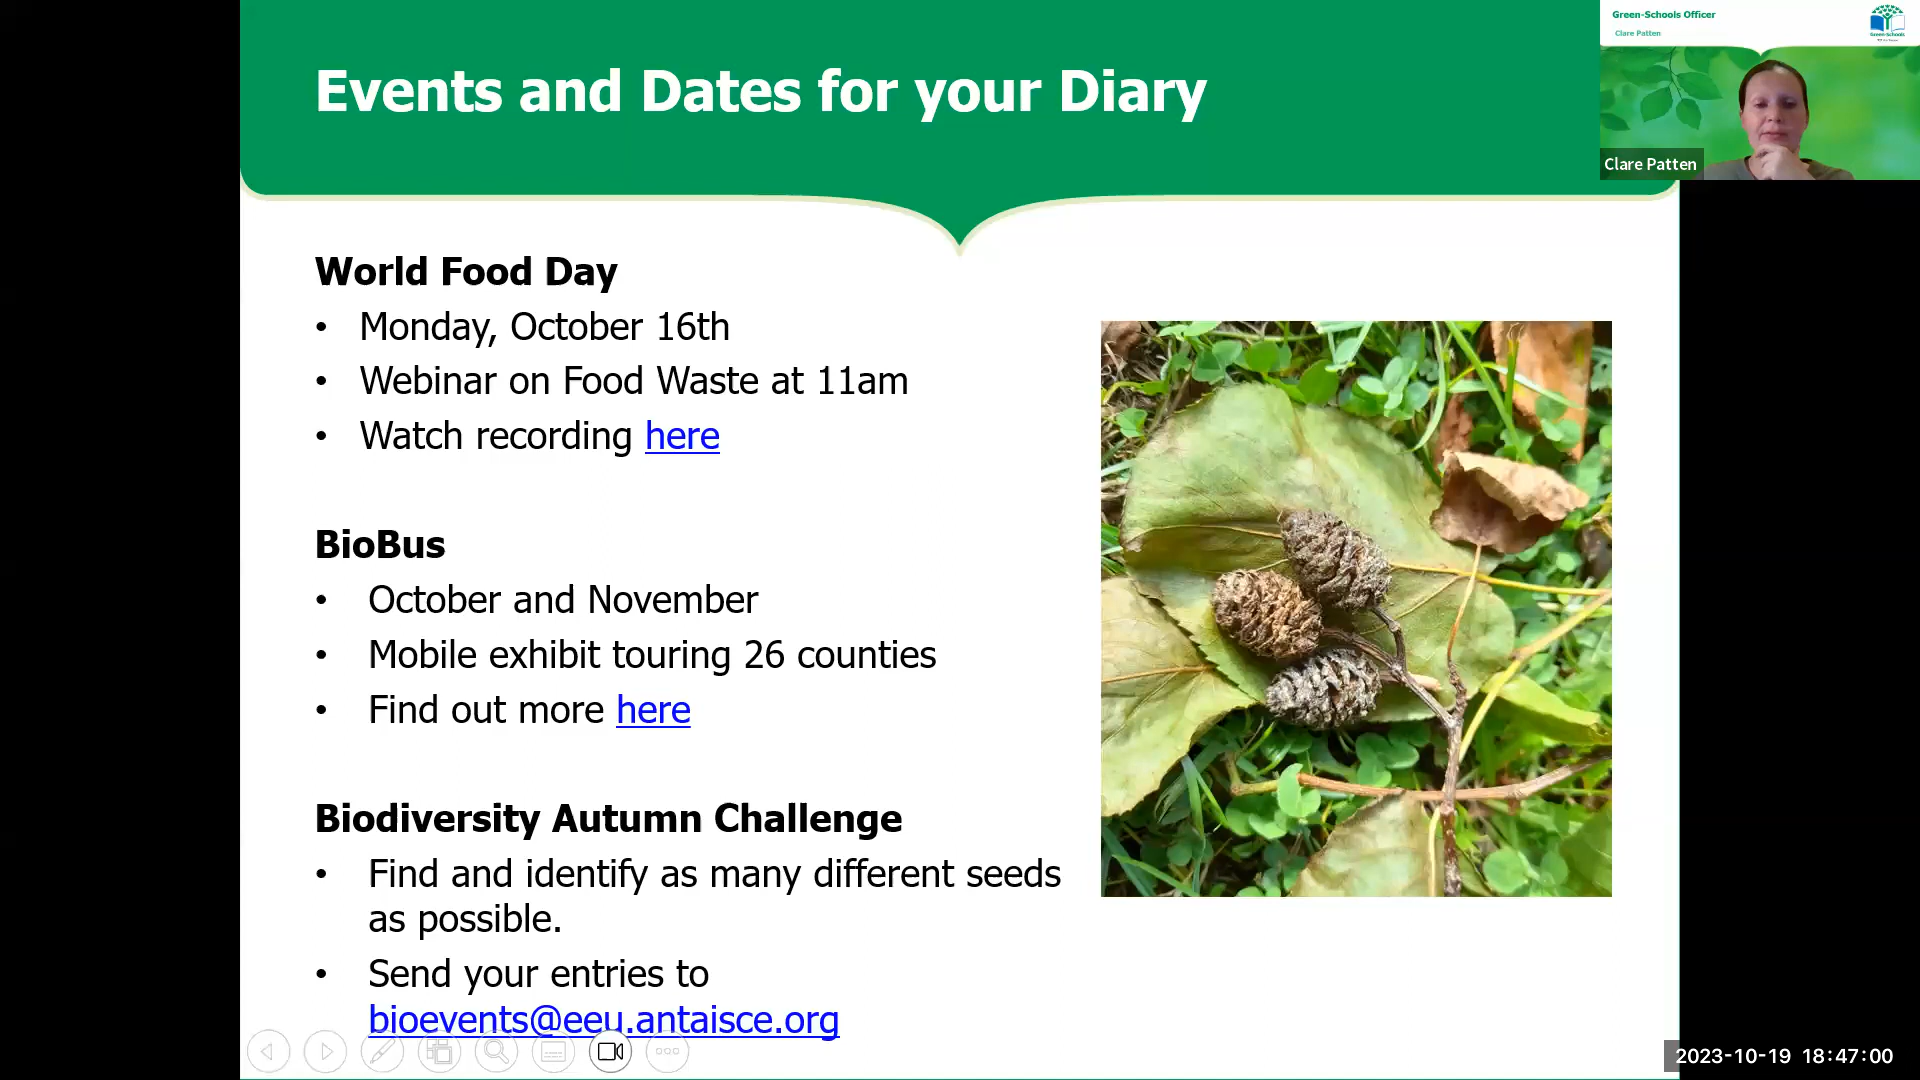 Events and Dates for your Diary
Green-Schools Officer
Clare Patten
Clare Patten
World Food Day
• Monday, October 16th
• Webinar on Food Waste at 11am
• Watch recording here
BioBus
• October and November
• Mobile exhibit touring 26 counties
• Find out more here
Biodiversity Autumn Challenge
• Find and identify as many different seeds
as possible.
• Send your entries to
bioevents@eeu.antaisce.org
2023-10-19 18:47:00